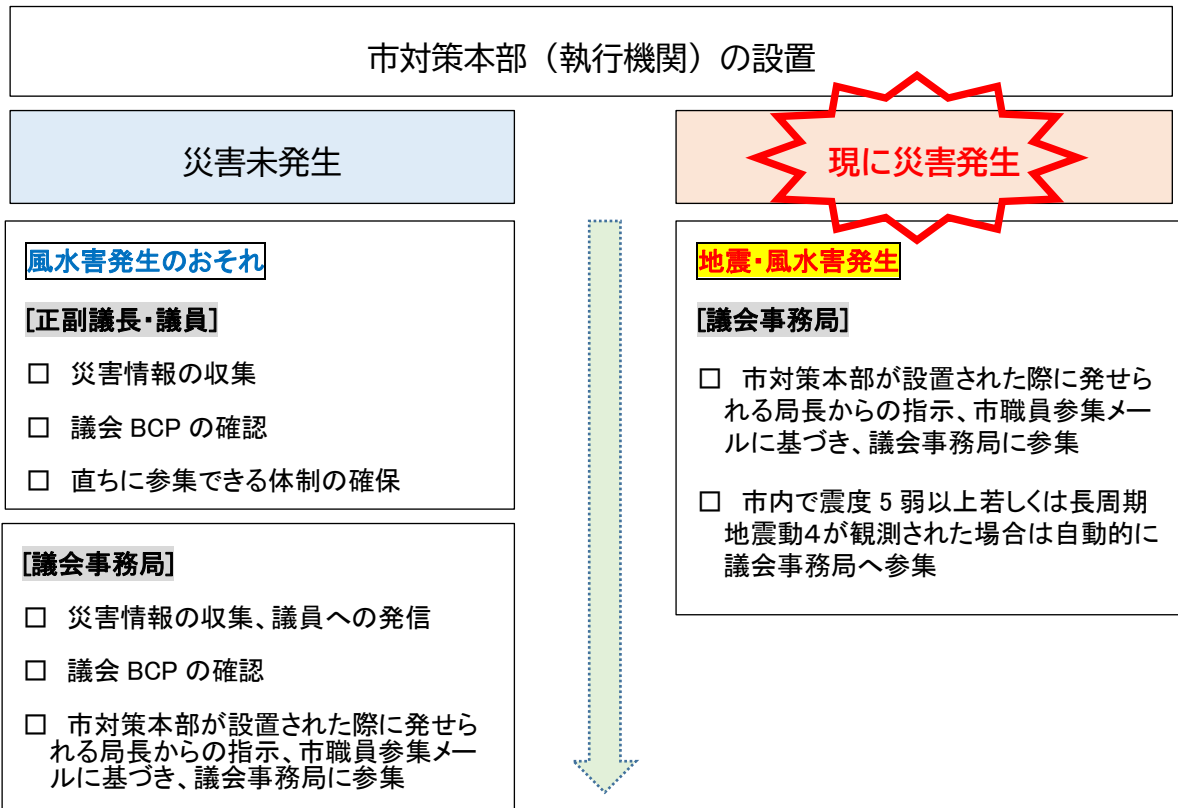 市対策本部（執行機関）の設置
災害未発生
風水害発生のおそれ
[正副議長・議員]
□ 災害情報の収集
□ 議会 BCP の確認
□ 直ちに参集できる体制の確保
[議会事務局]
□ 災害情報の収集、議員への発信
□ 議会 BCP の確認
□ 市対策本部が設置された際に発せら
れる局長からの指示、市職員参集メー
ルに基づき、議会事務局に参集
現に災害発生
地震・風水害発生
[議会事務局]
□ 市対策本部が設置された際に発せら
れる局長からの指示、市職員参集メー
ルに基づき、議会事務局に参集
□ 市内で震度 5 弱以上若しくは長周期
地震動４が観測された場合は自動的に
議会事務局へ参集